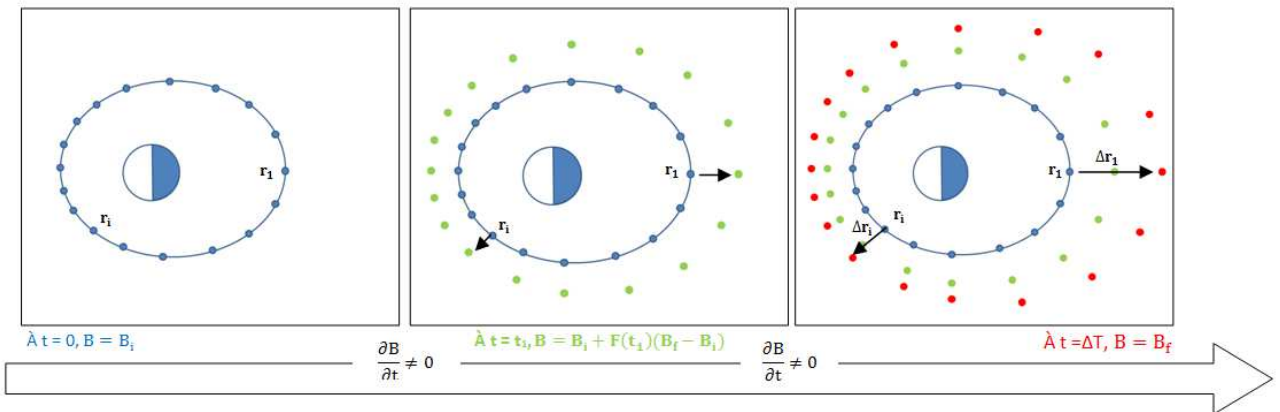 r₁
rᵢ
r₁
rᵢ
r₁
Δr₁
rᵢ
Δrᵢ
À t = 0, B = Bᵢ
À t = t₁, B = Bᵢ + F(t₁)(B_f − Bᵢ)
À t =ΔT, B = B_f
∂B/∂t ≠ 0
∂B/∂t ≠ 0